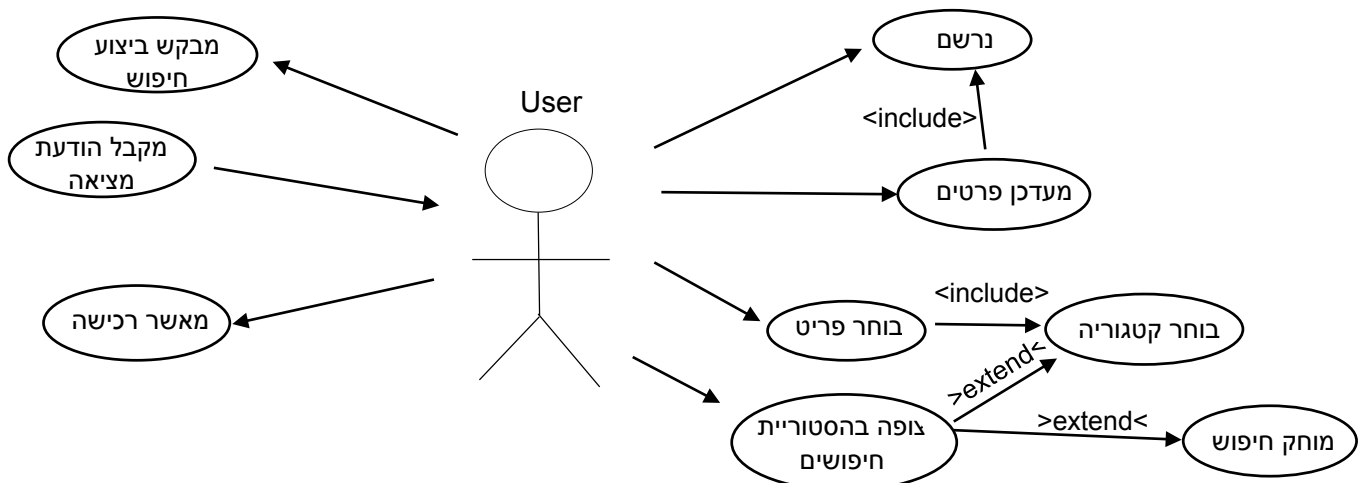 מבקש ביצוע
חיפוש
נרשם
User
<include>
מקבל הודעת
מציאה
מעדכן פרטים
<include>
מאשר רכישה
בוחר פריט
בוחר קטגוריה
>extend<
צופה בהסטוריית
חיפושים
>extend<
מוחק חיפוש